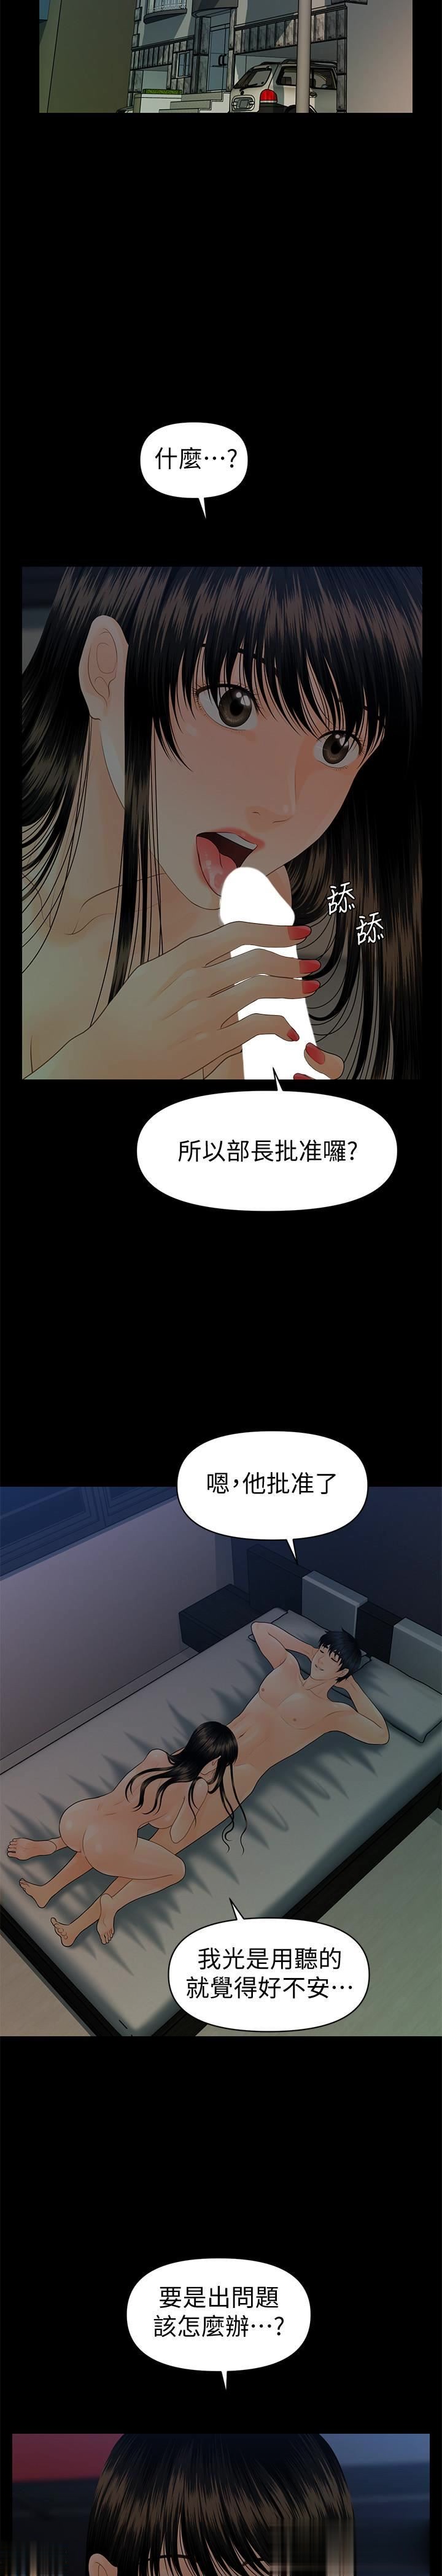 什麼⋯?
舔
舔
所以部長批准囉?
嗯,他批准了
我光是用聽的
就覺得好不安⋯
要是出問題
該怎麼辦⋯?